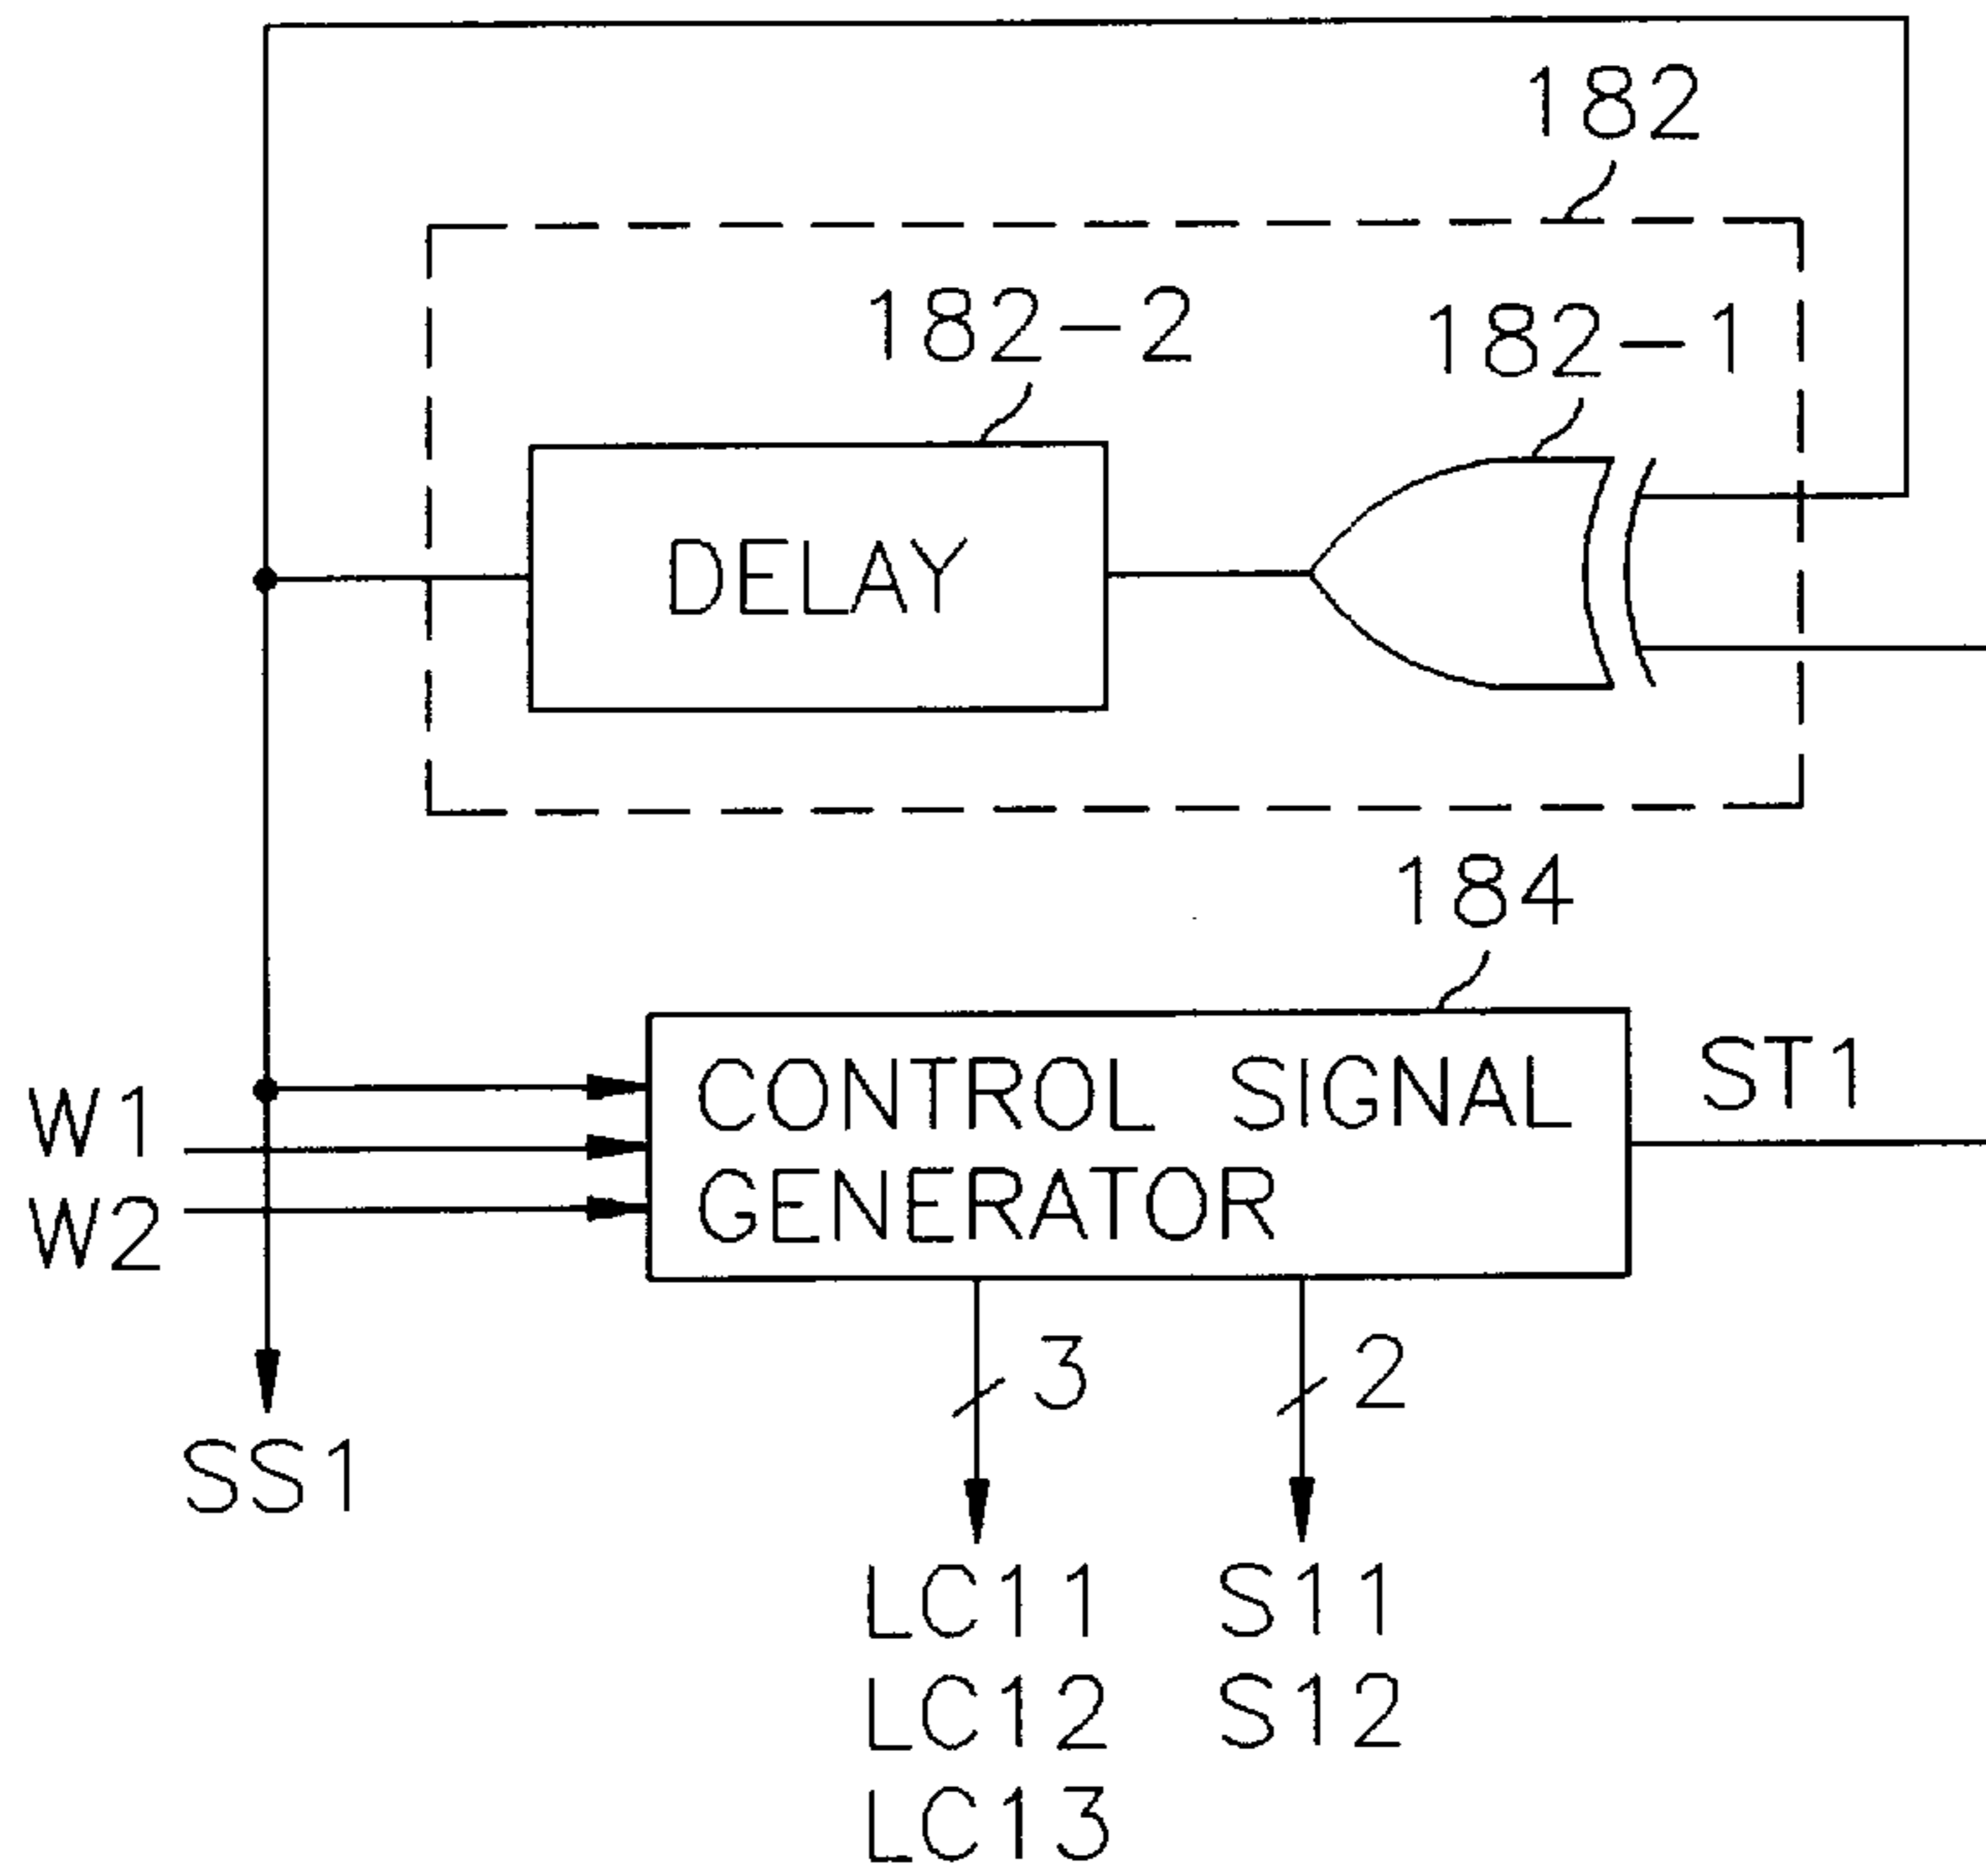 182
182-2
182-1
DELAY
184
CONTROL SIGNAL
GENERATOR
ST1
W1
W2
3
2
SS1
LC11
LC12
LC13
S11
S12